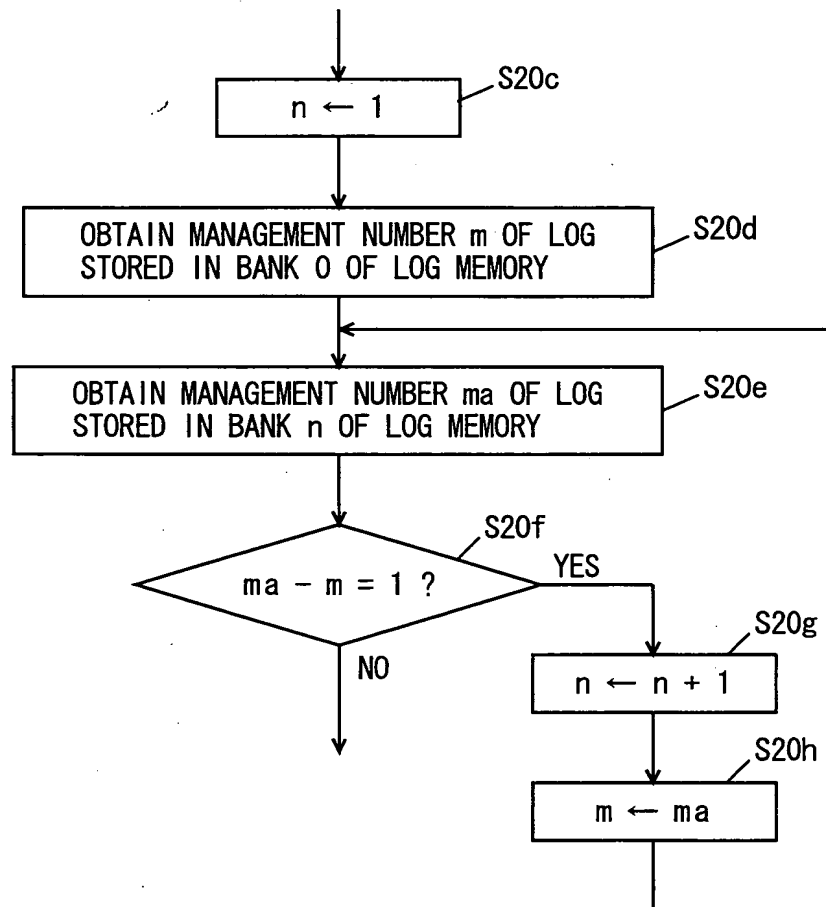 S20c
n ← 1
S20d
OBTAIN MANAGEMENT NUMBER m OF LOG
STORED IN BANK 0 OF LOG MEMORY
S20e
OBTAIN MANAGEMENT NUMBER ma OF LOG
STORED IN BANK n OF LOG MEMORY
S20f
ma - m = 1 ?
YES
NO
S20g
n ← n + 1
S20h
m ← ma